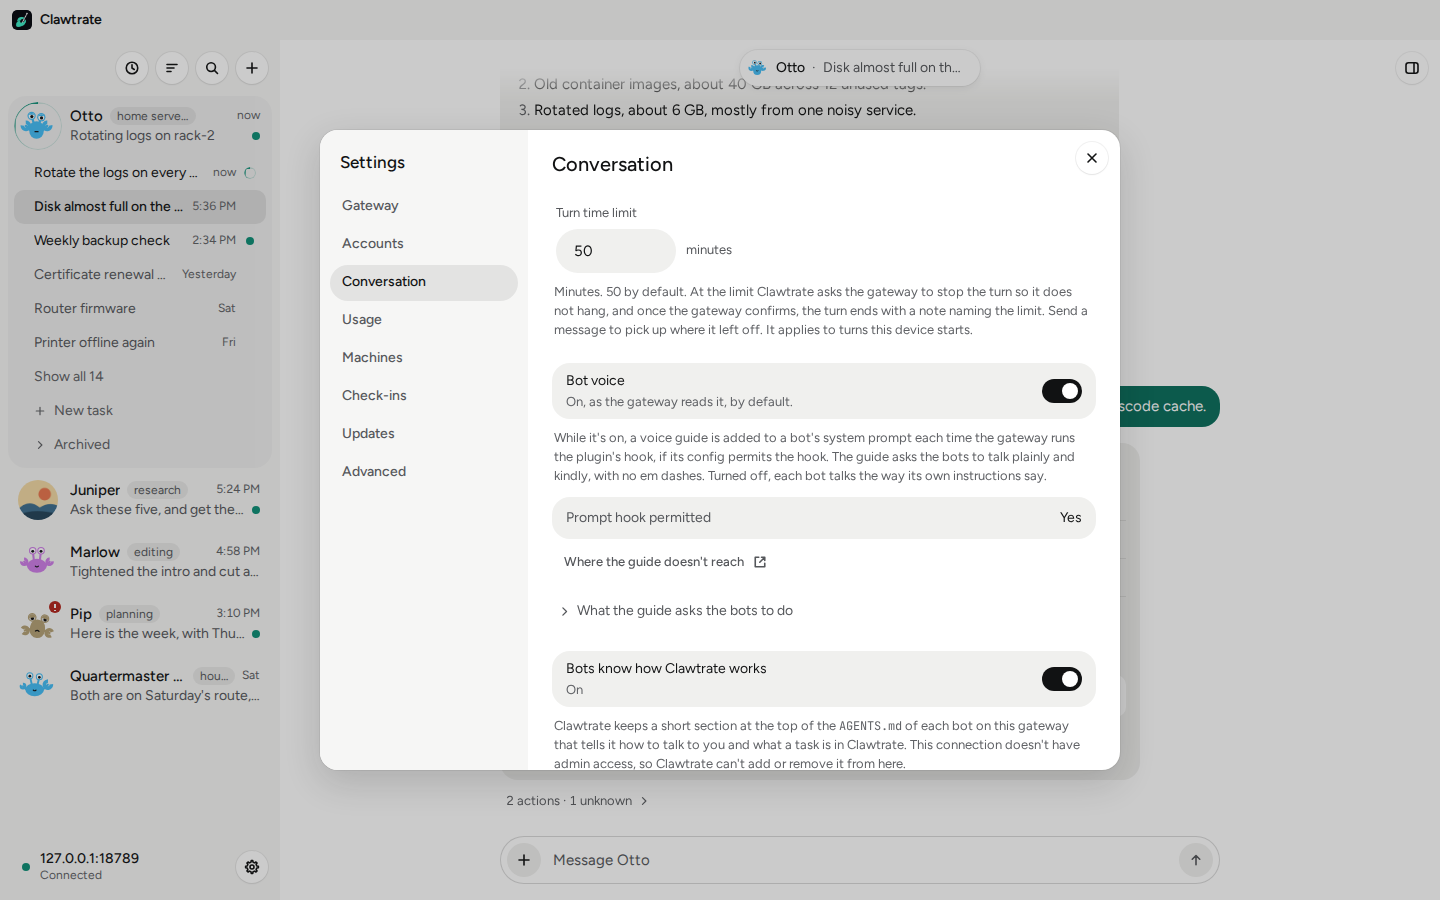 Clawtrate
Otto
home serve...
now
Rotating logs on rack-2
Rotate the logs on every ...
now
Disk almost full on the ...
5:36 PM
Weekly backup check
2:34 PM
Certificate renewal ...
Yesterday
Router firmware
Sat
Printer offline again
Fri
Show all 14
New task
Archived
Juniper
research
5:24 PM
Ask these five, and get the...
Marlow
editing
4:58 PM
Tightened the intro and cut a...
Pip
planning
3:10 PM
Here is the week, with Thu...
Quartermaster ...
hou...
Sat
Both are on Saturday's route,...
127.0.0.1:18789
Connected
Otto · Disk almost full on th...
2. Old container images, about 40 GB across 12 unused tags.
3. Rotated logs, about 6 GB, mostly from one noisy service.
scode cache.
Settings
Gateway
Accounts
Conversation
Usage
Machines
Check-ins
Updates
Advanced
Conversation
Turn time limit
50
minutes
Minutes. 50 by default. At the limit Clawtrate asks the gateway to stop the turn so it does
not hang, and once the gateway confirms, the turn ends with a note naming the limit. Send a
message to pick up where it left off. It applies to turns this device starts.
Bot voice
On, as the gateway reads it, by default.
While it's on, a voice guide is added to a bot's system prompt each time the gateway runs
the plugin's hook, if its config permits the hook. The guide asks the bots to talk plainly and
kindly, with no em dashes. Turned off, each bot talks the way its own instructions say.
Prompt hook permitted
Yes
Where the guide doesn't reach
What the guide asks the bots to do
Bots know how Clawtrate works
On
Clawtrate keeps a short section at the top of the AGENTS.md of each bot on this gateway
that tells it how to talk to you and what a task is in Clawtrate. This connection doesn't have
admin access, so Clawtrate can't add or remove it from here.
2 actions · 1 unknown
Message Otto